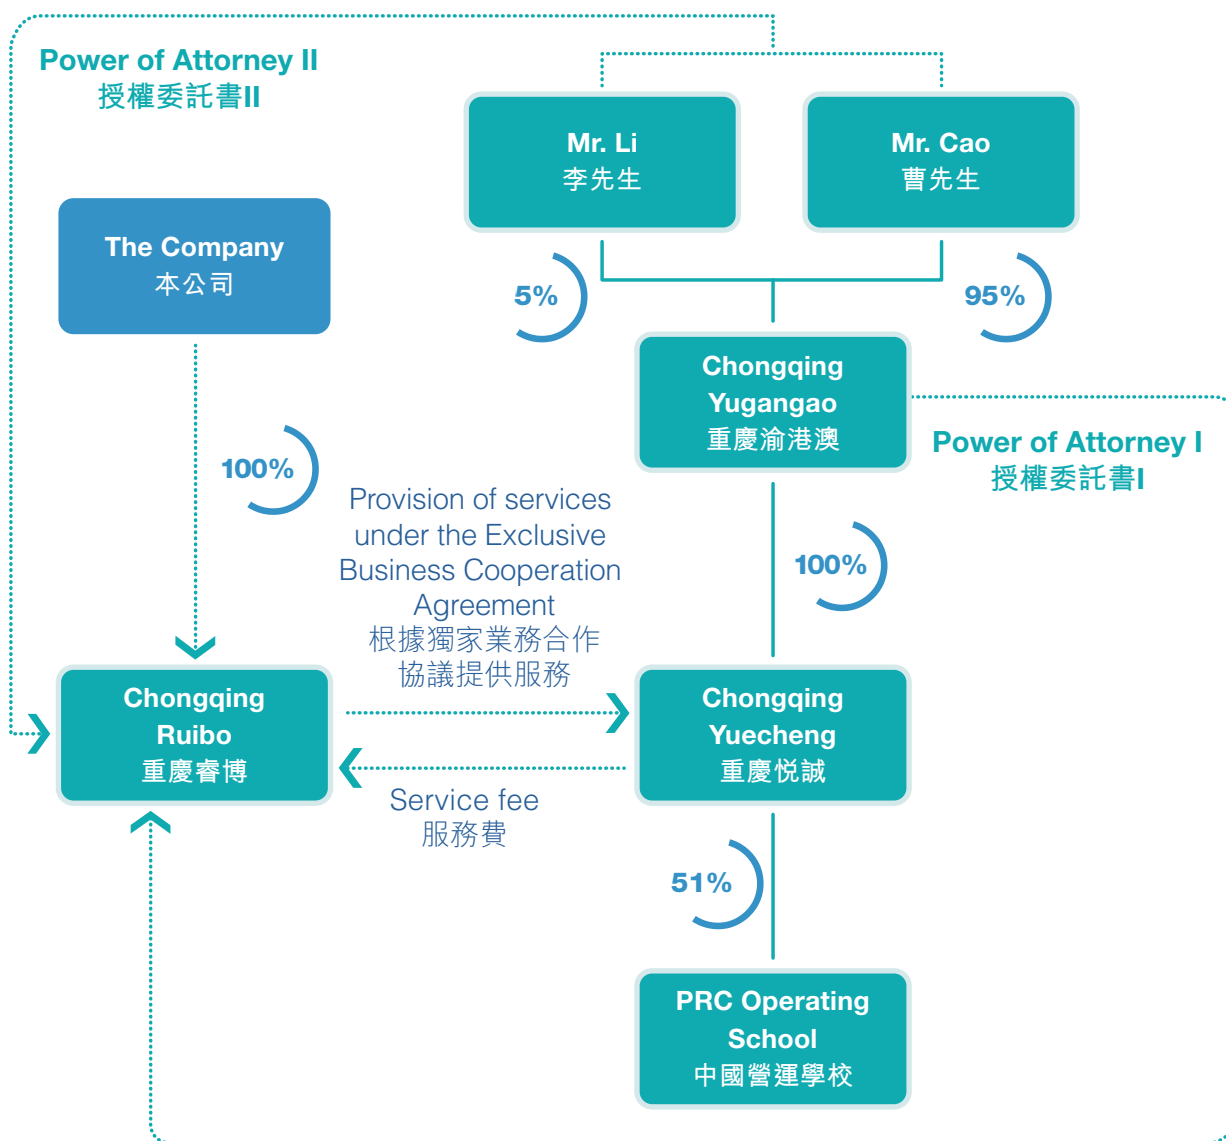 Power of Attorney II
授權委託書II
Mr. Li
李先生
Mr. Cao
曹先生
The Company
本公司
5%
95%
Chongqing
Yugangao
重慶渝港澳
Power of Attorney I
授權委託書I
100%
Provision of services
under the Exclusive
Business Cooperation
Agreement
根據獨家業務合作
協議提供服務
100%
Chongqing
Ruibo
重慶睿博
Chongqing
Yuecheng
重慶悦誠
Service fee
服務費
51%
PRC Operating
School
中國營運學校